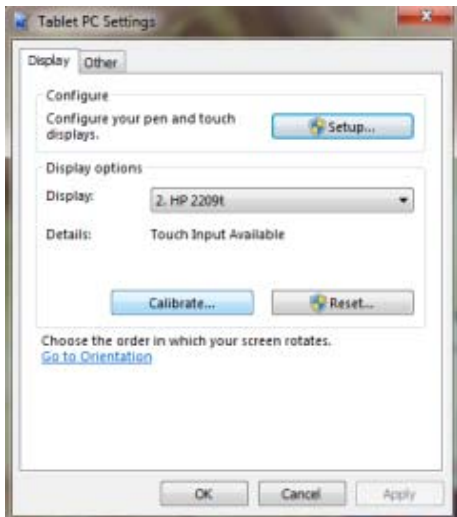 Tablet PC Settings
Display Other
Configure
Configure your pen and touch
displays.
Setup...
Display options
Display:
2. HP 2209t
Details:
Touch Input Available
Calibrate...
Reset...
Choose the order in which your screen rotates.
Go to Orientation
OK
Cancel
Apply